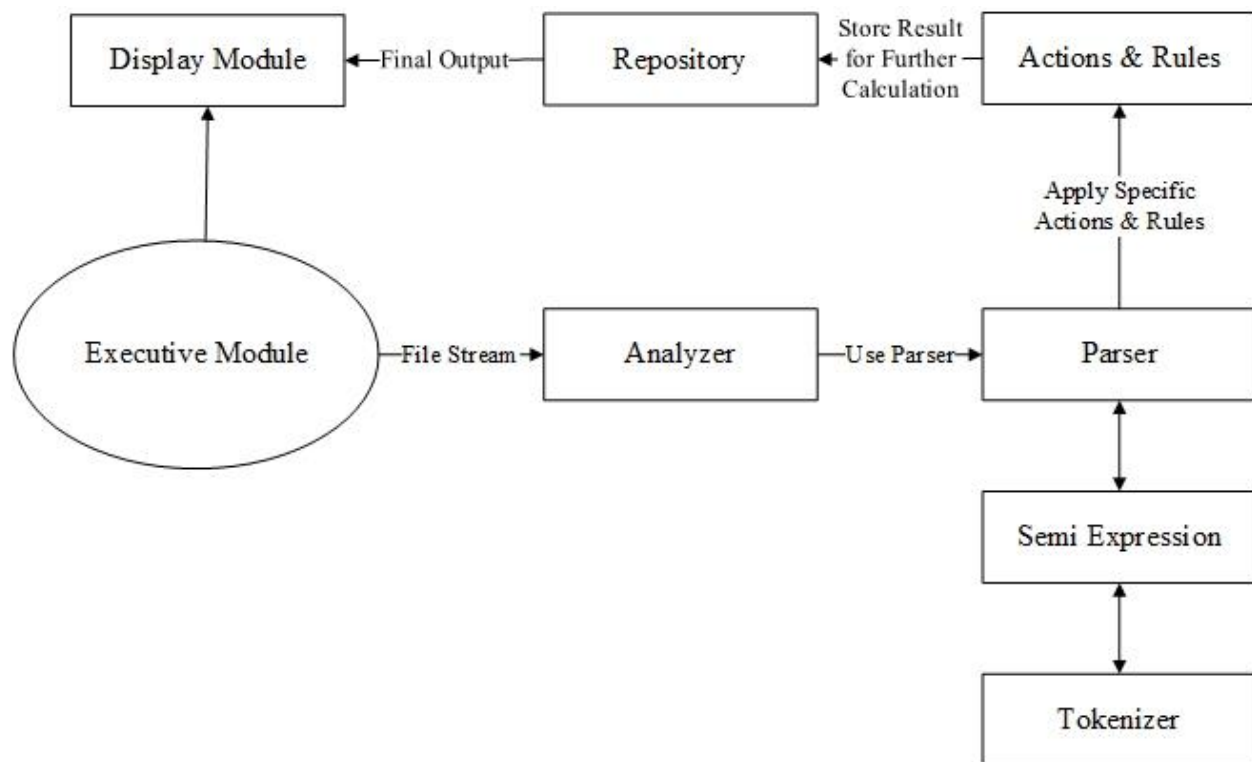 Display Module
Final Output
Repository
Store Result
for Further
Calculation
Actions & Rules
Apply Specific
Actions & Rules
Executive Module
File Stream
Analyzer
Use Parser
Parser
Semi Expression
Tokenizer